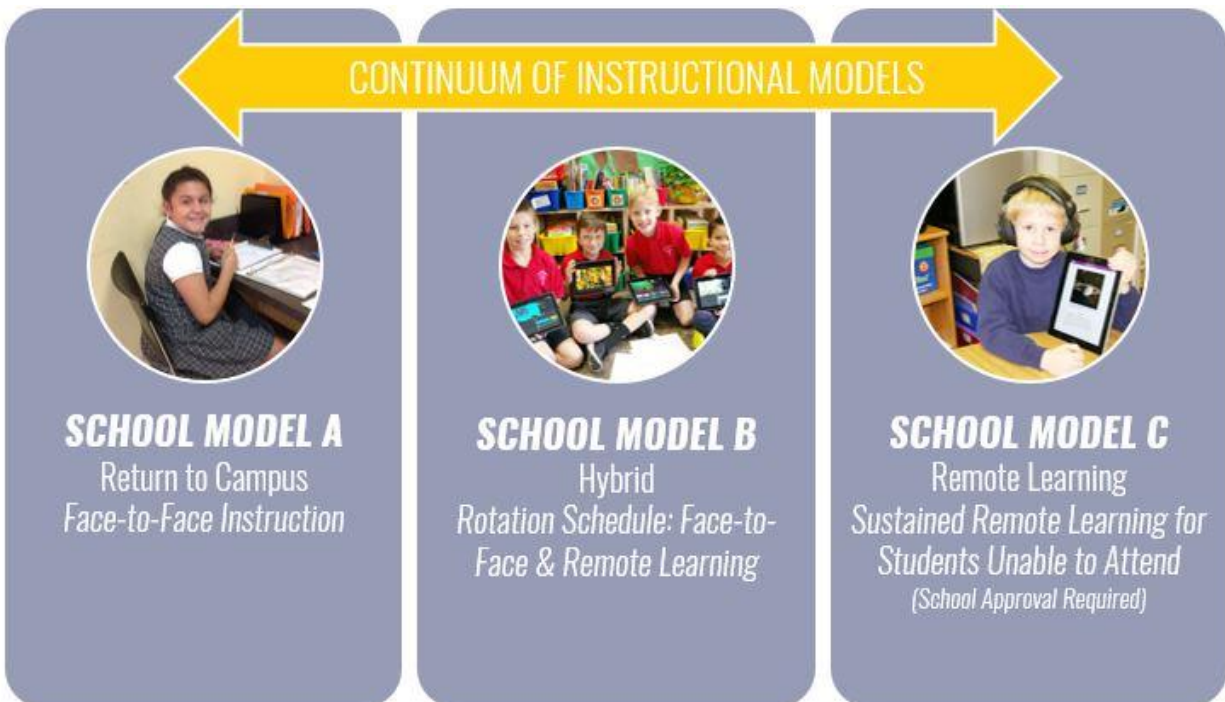 CONTINUUM OF INSTRUCTIONAL MODELS
SCHOOL MODEL A
Return to Campus
Face-to-Face Instruction
SCHOOL MODEL B
Hybrid
Rotation Schedule: Face-to-
Face & Remote Learning
SCHOOL MODEL C
Remote Learning
Sustained Remote Learning for
Students Unable to Attend
(School Approval Required)